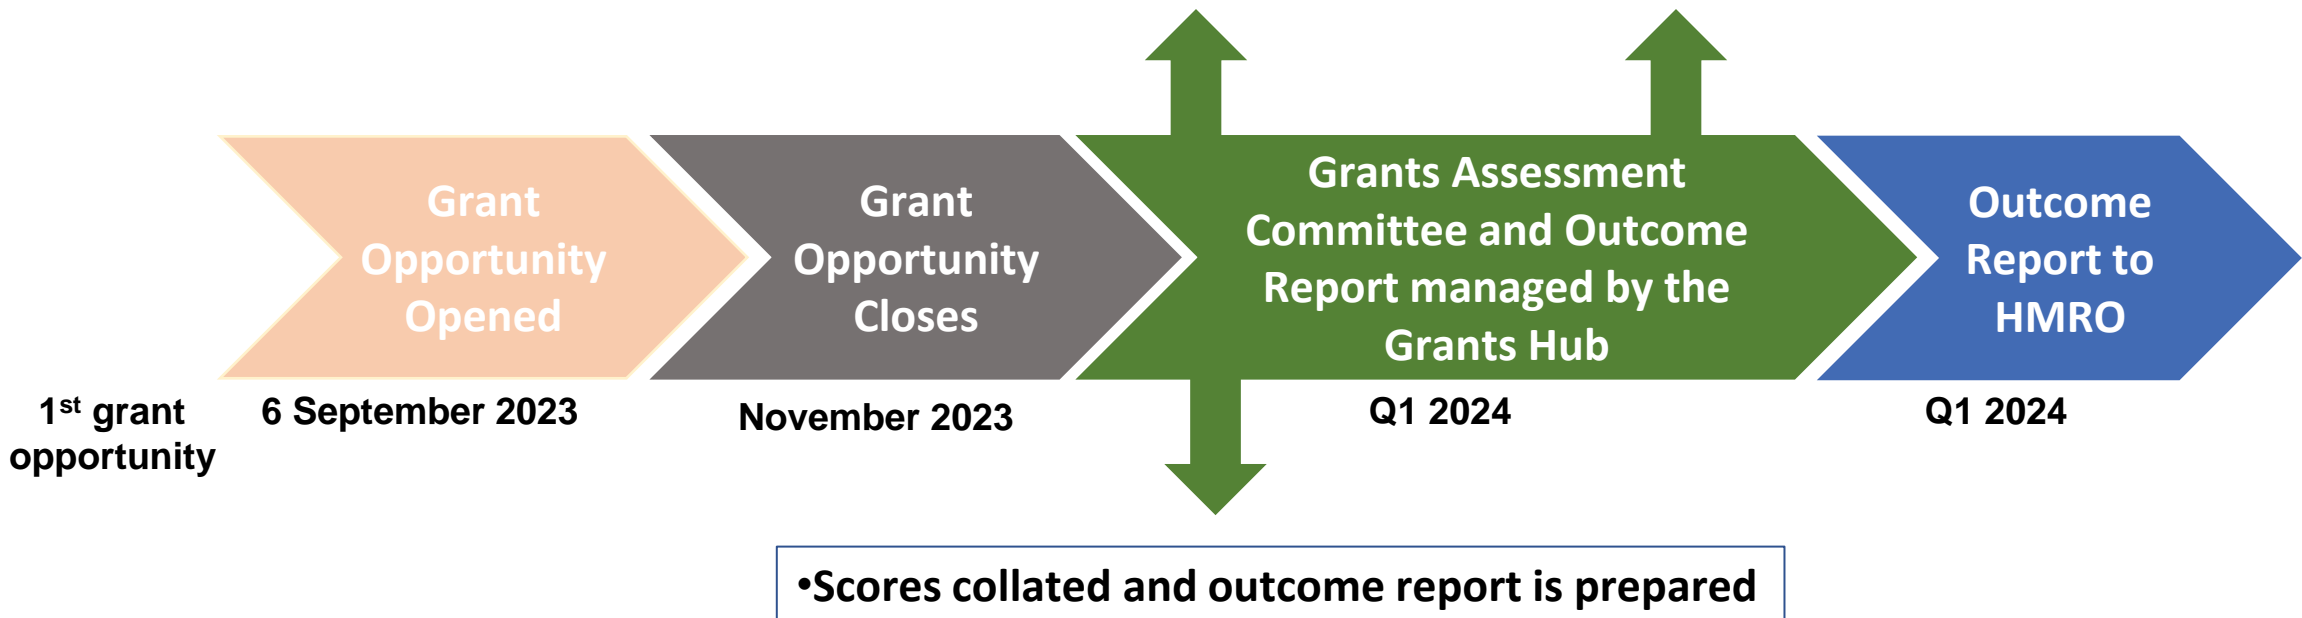 Grant
Opportunity
Opened
Grant
Opportunity
Closes
Grants Assessment
Committee and Outcome
Report managed by the
Grants Hub
Outcome
Report to
HMRO
1st grant
opportunity
6 September 2023
November 2023
Q1 2024
Q1 2024
•Scores collated and outcome report is prepared